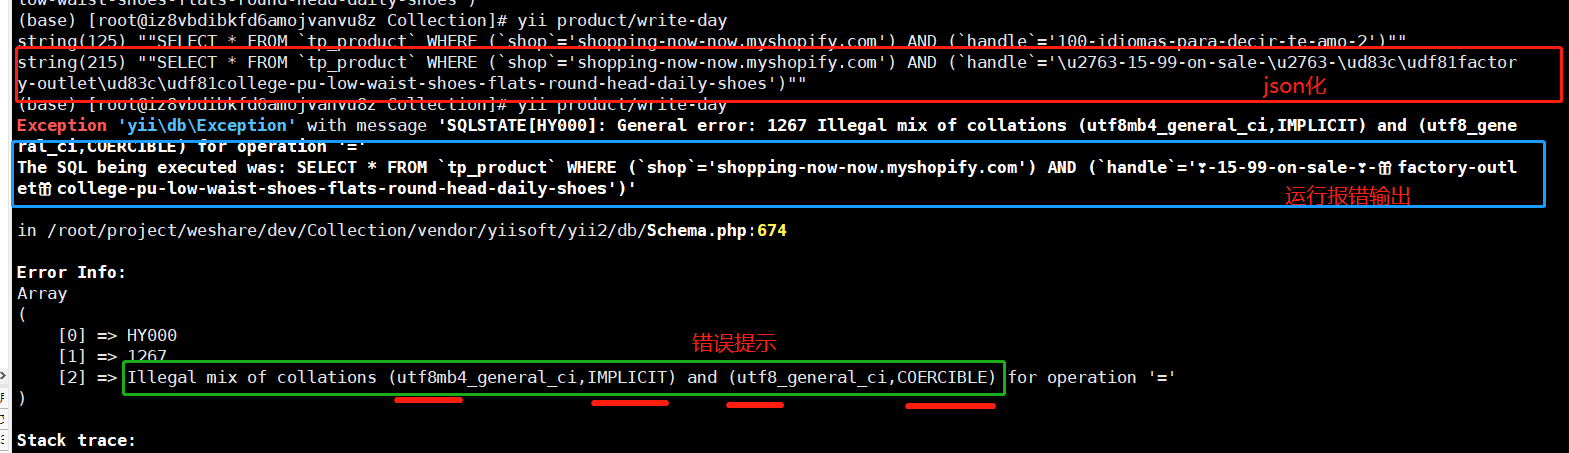 low-waist-shoes-flats-round-head-daily-shoes')
(base) [root@iz8vbdibkfd6amojvanvu8z Collection]# yii product/write-day
string(125) ""SELECT * FROM `tp_product` WHERE (`shop`='shopping-now-now.myshopify.com') AND (`handle`='100-idiomas-para-decir-te-amo-2')""
string(215) ""SELECT * FROM `tp_product` WHERE (`shop`='shopping-now-now.myshopify.com') AND (`handle`='\u2763-15-99-on-sale-\u2763-\ud83c\udf81factor
y-outlet\ud83c\udf81college-pu-low-waist-shoes-flats-round-head-daily-shoes')""
json化
(base) [root@iz8vbdibkfd6amojvanvu8z Collection]# yii product/write-day
Exception 'yii\db\Exception' with message 'SQLSTATE[HY000]: General error: 1267 Illegal mix of collations (utf8mb4_general_ci,IMPLICIT) and (utf8_gene
ral_ci,COERCIBLE) for operation '='
The SQL being executed was: SELECT * FROM `tp_product` WHERE (`shop`='shopping-now-now.myshopify.com') AND (`handle`='❣-15-99-on-sale-❣-🎁factory-outl
et🎁college-pu-low-waist-shoes-flats-round-head-daily-shoes')'
运行报错输出
in /root/project/weshare/dev/Collection/vendor/yiisoft/yii2/db/Schema.php:674
Error Info:
Array
(
[0] => HY000
错误提示
[1] => 1267
[2] => Illegal mix of collations (utf8mb4_general_ci,IMPLICIT) and (utf8_general_ci,COERCIBLE) for operation '='
)
Stack trace: